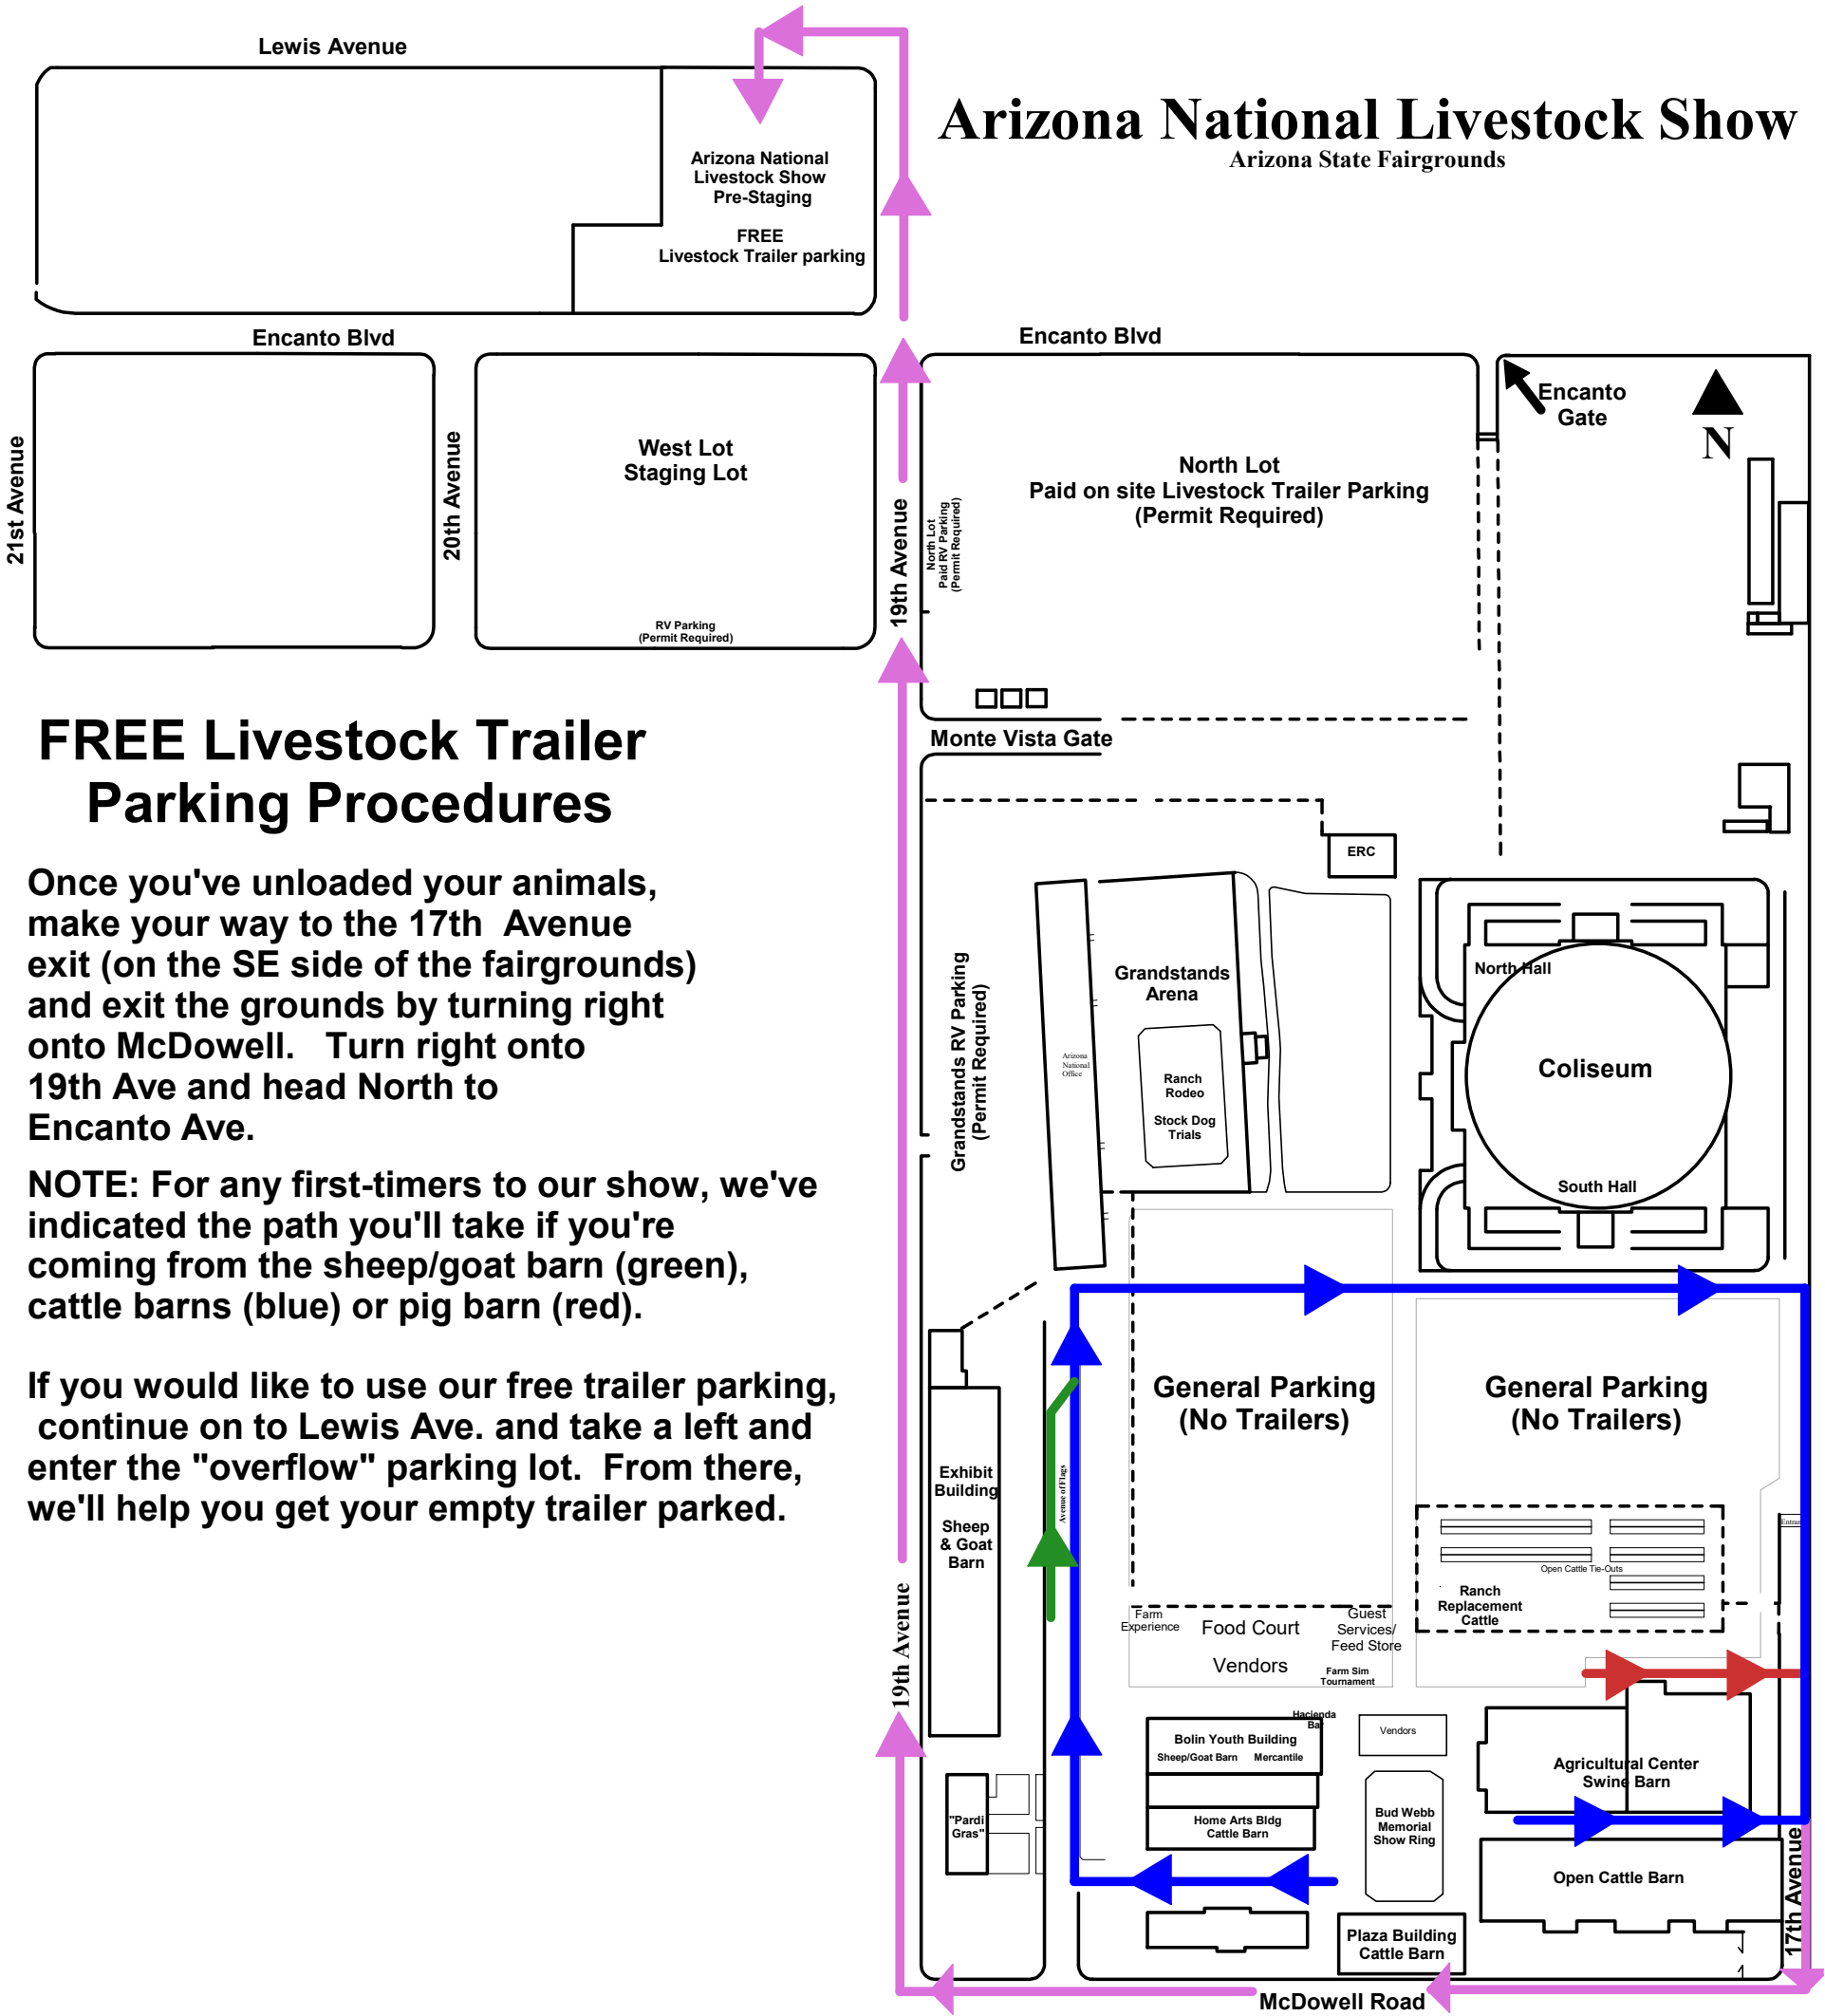 Lewis Avenue
Arizona National Livestock Show
Arizona State Fairgrounds
Arizona National
Livestock Show
Pre-Staging
FREE
Livestock Trailer parking
Encanto Blvd
Encanto Blvd
Encanto
Gate
N
21st Avenue
20th Avenue
West Lot
Staging Lot
RV Parking
(Permit Required)
19th Avenue
North Lot
Paid RV Parking
(Permit Required)
North Lot
Paid on site Livestock Trailer Parking
(Permit Required)
Monte Vista Gate
FREE Livestock Trailer
Parking Procedures
Once you've unloaded your animals,
make your way to the 17th Avenue
exit (on the SE side of the fairgrounds)
and exit the grounds by turning right
onto McDowell. Turn right onto
19th Ave and head North to
Encanto Ave.
NOTE: For any first-timers to our show, we've
indicated the path you'll take if you're
coming from the sheep/goat barn (green),
cattle barns (blue) or pig barn (red).
If you would like to use our free trailer parking,
continue on to Lewis Ave. and take a left and
enter the "overflow" parking lot. From there,
we'll help you get your empty trailer parked.
ERC
Grandstands RV Parking
(Permit Required)
Arizona
National
Office
Grandstands
Arena
Ranch
Rodeo
Stock Dog
Trials
North Hall
Coliseum
South Hall
General Parking
(No Trailers)
General Parking
(No Trailers)
Exhibit
Building
Sheep
& Goat
Barn
Avenue of Flags
19th Avenue
Open Cattle Tie-Outs
Ranch
Replacement
Cattle
Farm
Experience
Food Court
Vendors
Guest
Services/
Feed Store
Farm Sim
Tournament
Hacienda
Bar
Vendors
Bolin Youth Building
Sheep/Goat Barn Mercantile
Home Arts Bldg
Cattle Barn
"Pardi
Gras"
Bud Webb
Memorial
Show Ring
Agricultural Center
Swine Barn
Open Cattle Barn
Plaza Building
Cattle Barn
17th Avenue
McDowell Road